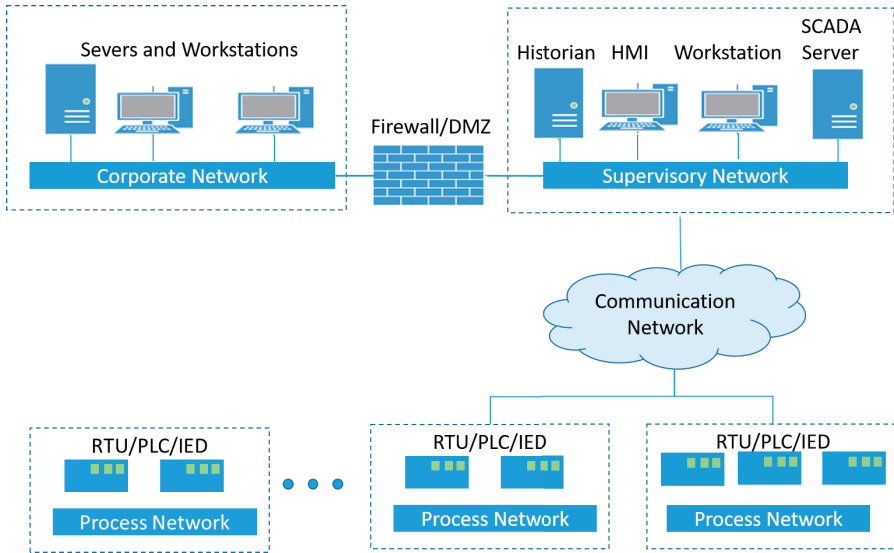 Severs and Workstations
Corporate Network
Firewall/DMZ
Historian
HMI
Workstation
SCADA
Server
Supervisory Network
Communication
Network
RTU/PLC/IED
Process Network
RTU/PLC/IED
Process Network
RTU/PLC/IED
Process Network